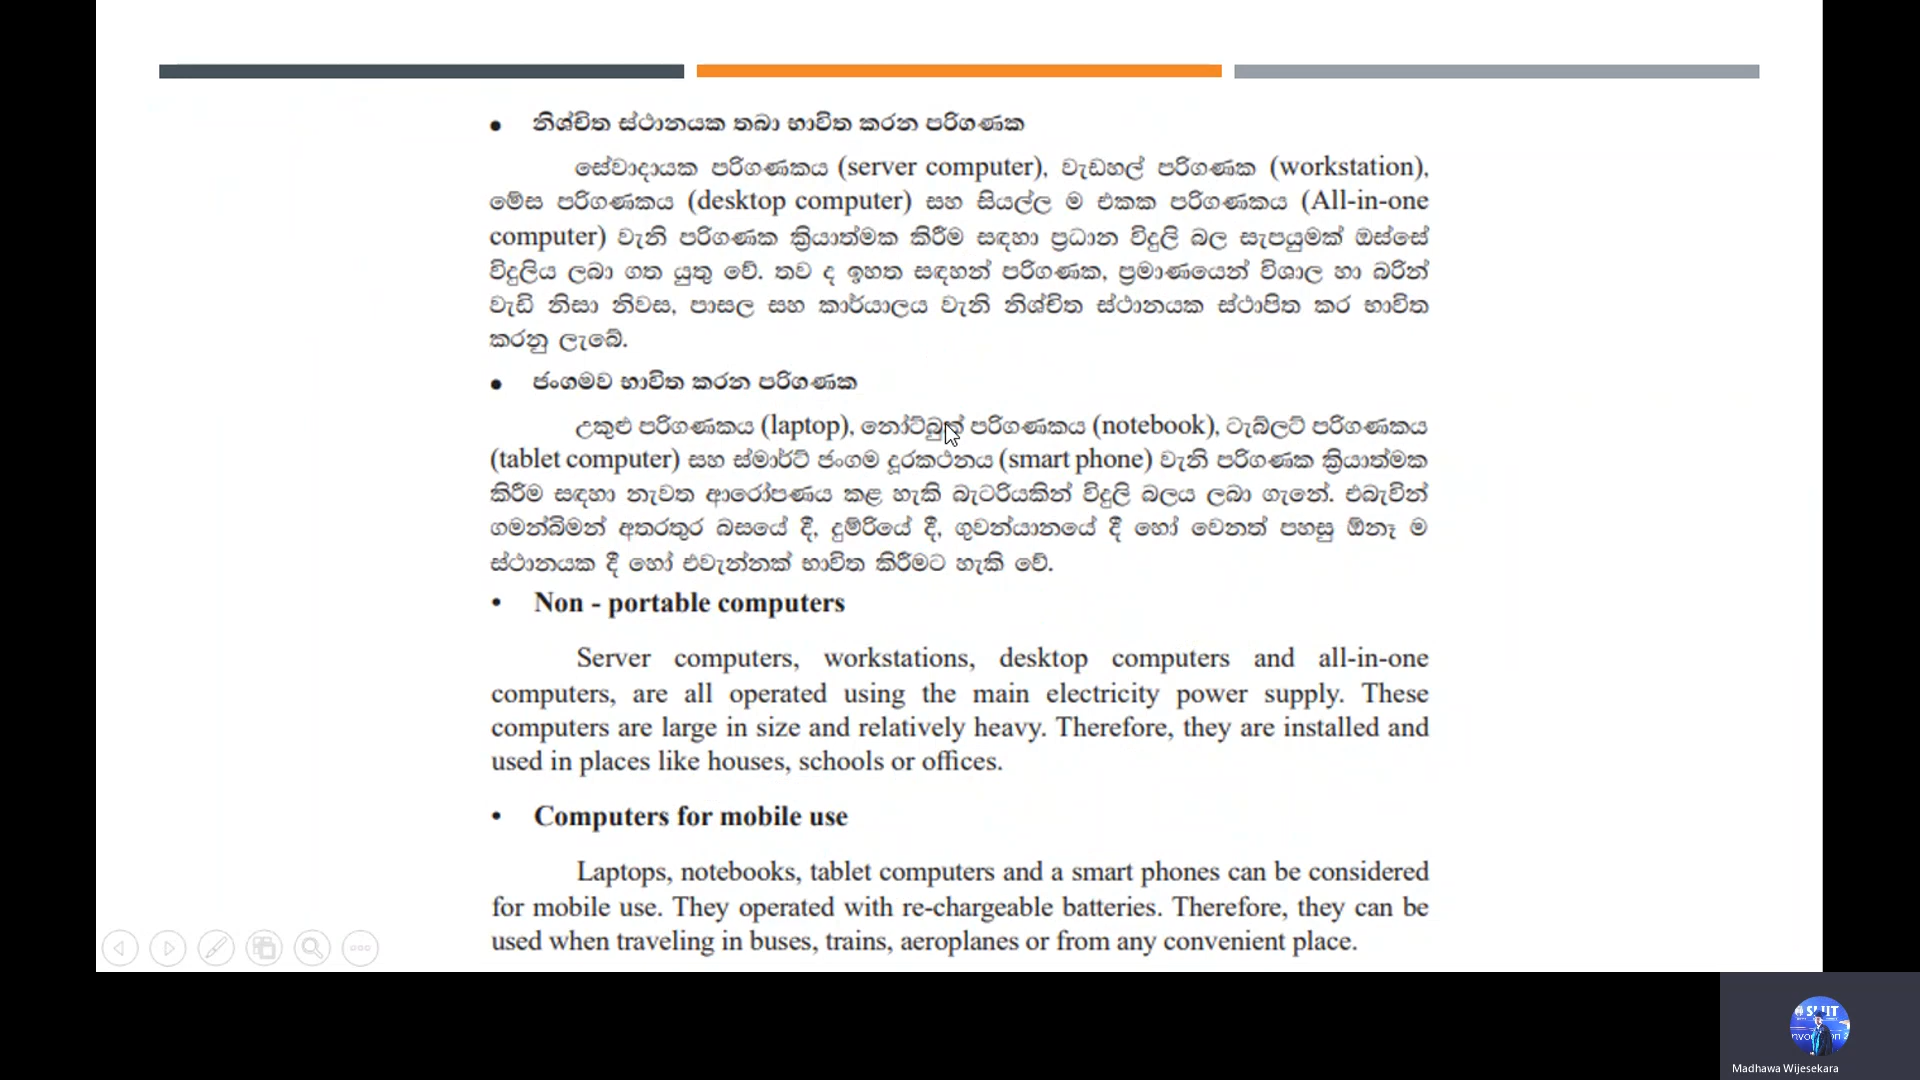 • නිශ්චිත ස්ථානයක තබා භාවිත කරන පරිගණක
සේවාදායක පරිගණකය (server computer), වැඩහල් පරිගණක (workstation),
මේස පරිගණකය (desktop computer) සහ සියල්ල ම එකක පරිගණකය (All-in-one
computer) වැනි පරිගණක ක්‍රියාත්මක කිරීම සඳහා ප්‍රධාන විදුලි බල සැපයුමක් ඔස්සේ
විදුලිය ලබා ගත යුතු වේ. තව ද ඉහත සඳහන් පරිගණක, ප්‍රමාණයෙන් විශාල හා බරින්
වැඩි නිසා නිවස, පාසල සහ කාර්යාලය වැනි නිශ්චිත ස්ථානයක ස්ථාපිත කර භාවිත
කරනු ලැබේ.
• ජංගමව භාවිත කරන පරිගණක
උකුළු පරිගණකය (laptop), නෝට්බුක් පරිගණකය (notebook), ටැබ්ලට් පරිගණකය
(tablet computer) සහ ස්මාර්ට් ජංගම දූරකථනය (smart phone) වැනි පරිගණක ක්‍රියාත්මක
කිරීම සඳහා නැවත ආරෝපණය කළ හැකි බැටරියකින් විදුලි බලය ලබා ගැනේ. එබැවින්
ගමන්බිමන් අතරතුර බසයේ දී, දුම්රියේ දී, ගුවන්යානයේ දී හෝ වෙනත් පහසු ඕනෑ ම
ස්ථානයක දී හෝ එවැන්නක් භාවිත කිරීමට හැකි වේ.
• Non - portable computers
Server computers, workstations, desktop computers and all-in-one
computers, are all operated using the main electricity power supply. These
computers are large in size and relatively heavy. Therefore, they are installed and
used in places like houses, schools or offices.
• Computers for mobile use
Laptops, notebooks, tablet computers and a smart phones can be considered
for mobile use. They operated with re-chargeable batteries. Therefore, they can be
used when traveling in buses, trains, aeroplanes or from any convenient place.
SLIIT
Madhawa Wijesekara